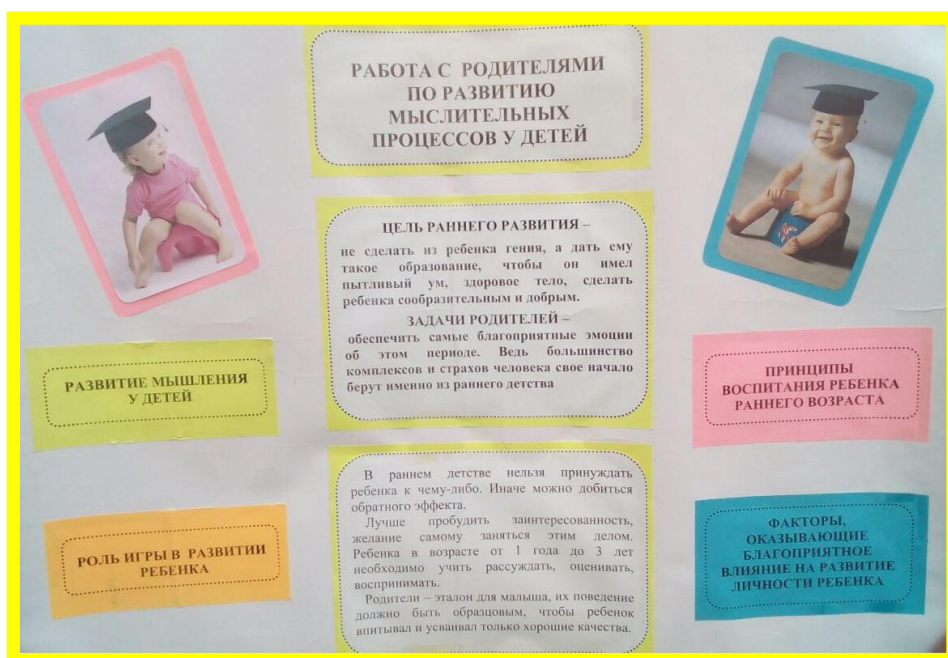 РАБОТА С РОДИТЕЛЯМИ
ПО РАЗВИТИЮ
МЫСЛИТЕЛЬНЫХ
ПРОЦЕССОВ У ДЕТЕЙ
ЦЕЛЬ РАННЕГО РАЗВИТИЯ –
не сделать из ребенка гения, а дать ему
такое образование, чтобы он имел
пытливый ум, здоровое тело, сделать
ребенка сообразительным и добрым.
ЗАДАЧИ РОДИТЕЛЕЙ –
обеспечить самые благоприятные эмоции
об этом периоде. Ведь большинство
комплексов и страхов человека свое начало
берут именно из раннего детства
РАЗВИТИЕ МЫШЛЕНИЯ
У ДЕТЕЙ
ПРИНЦИПЫ
ВОСПИТАНИЯ РЕБЕНКА
РАННЕГО ВОЗРАСТА
В раннем детстве нельзя принуждать
ребенка к чему-либо. Иначе можно добиться
обратного эффекта.
Лучше пробудить заинтересованность,
желание самому заняться этим делом.
Ребенка в возрасте от 1 года до 3 лет
необходимо учить рассуждать, оценивать,
воспринимать.
Родители – эталон для малыша, их поведение
должно быть образцовым, чтобы ребенок
впитывал и усваивал только хорошие качества.
РОЛЬ ИГРЫ В РАЗВИТИИ
РЕБЕНКА
ФАКТОРЫ,
ОКАЗЫВАЮЩИЕ
БЛАГОПРИЯТНОЕ
ВЛИЯНИЕ НА РАЗВИТИЕ
ЛИЧНОСТИ РЕБЕНКА